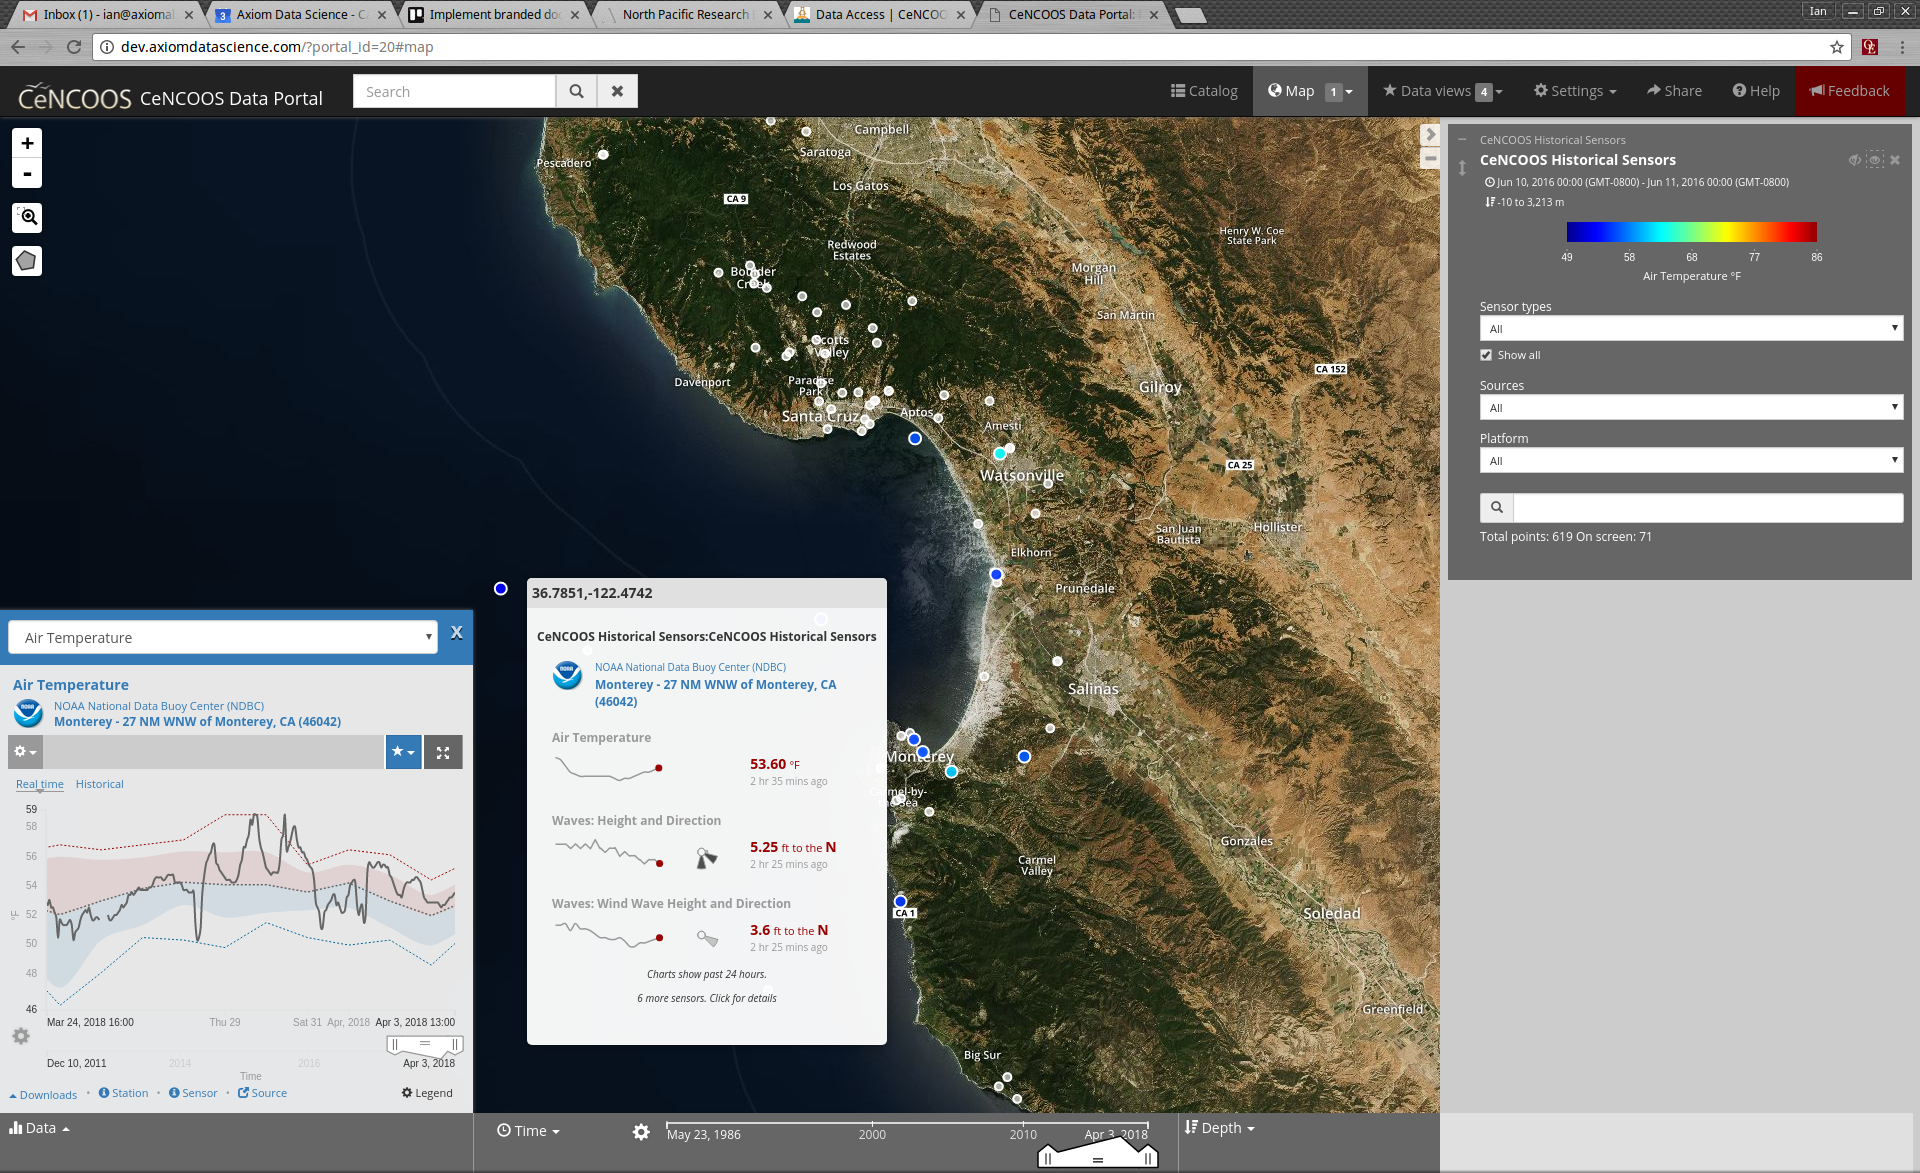 Inbox (1) - ian@axiomal
Axiom Data Science - C
Implement branded do
North Pacific Research
Data Access | CeNCOO
CeNCOOS Data Portal:
Ian
dev.axiomdatascience.com/?portal_id=20#map
CeNCOOS
CeNCOOS Data Portal
Search
Catalog
Map 1
Data views 4
Settings
Share
Help
Feedback
+
-
Pescadero
Campbell
Saratoga
Los Gatos
CA 9
Redwood
Estates
Henry W. Coe
State Park
Boulder
Creek
Morgan
Hill
San Martin
Scotts
Valley
Davenport
Paradise
Park
Santa Cruz
Aptos
Amesti
Gilroy
CA 152
Watsonville
CA 25
San Juan
Bautista
Hollister
Elkhorn
Prunedale
Salinas
Monterey
Carmel-by-
the-Sea
Carmel
Valley
Gonzales
CA 1
Soledad
Greenfield
Big Sur
36.7851,-122.4742
CeNCOOS Historical Sensors:CeNCOOS Historical Sensors
NOAA
NOAA National Data Buoy Center (NDBC)
Monterey - 27 NM WNW of Monterey, CA
(46042)
Air Temperature
53.60 °F
2 hr 35 mins ago
Waves: Height and Direction
5.25 ft to the N
2 hr 25 mins ago
Waves: Wind Wave Height and Direction
3.6 ft to the N
2 hr 25 mins ago
Charts show past 24 hours.
6 more sensors. Click for details
Air Temperature
X
Air Temperature
NOAA
NOAA National Data Buoy Center (NDBC)
Monterey - 27 NM WNW of Monterey, CA (46042)
Real time
Historical
59
58
56
54
52
50
48
46
°F
Mar 24, 2018 16:00
Thu 29
Sat 31
Apr, 2018
Apr 3, 2018 13:00
Dec 10, 2011
2014
2016
Apr 3, 2018
Time
Downloads
Station
Sensor
Source
Legend
Data
Time
May 23, 1986
2000
2010
Apr 3, 2018
Depth
CeNCOOS Historical Sensors
CeNCOOS Historical Sensors
Jun 10, 2016 00:00 (GMT-0800) - Jun 11, 2016 00:00 (GMT-0800)
-10 to 3,213 m
49
58
68
77
86
Air Temperature °F
Sensor types
All
Show all
Sources
All
Platform
All
Total points: 619 On screen: 71